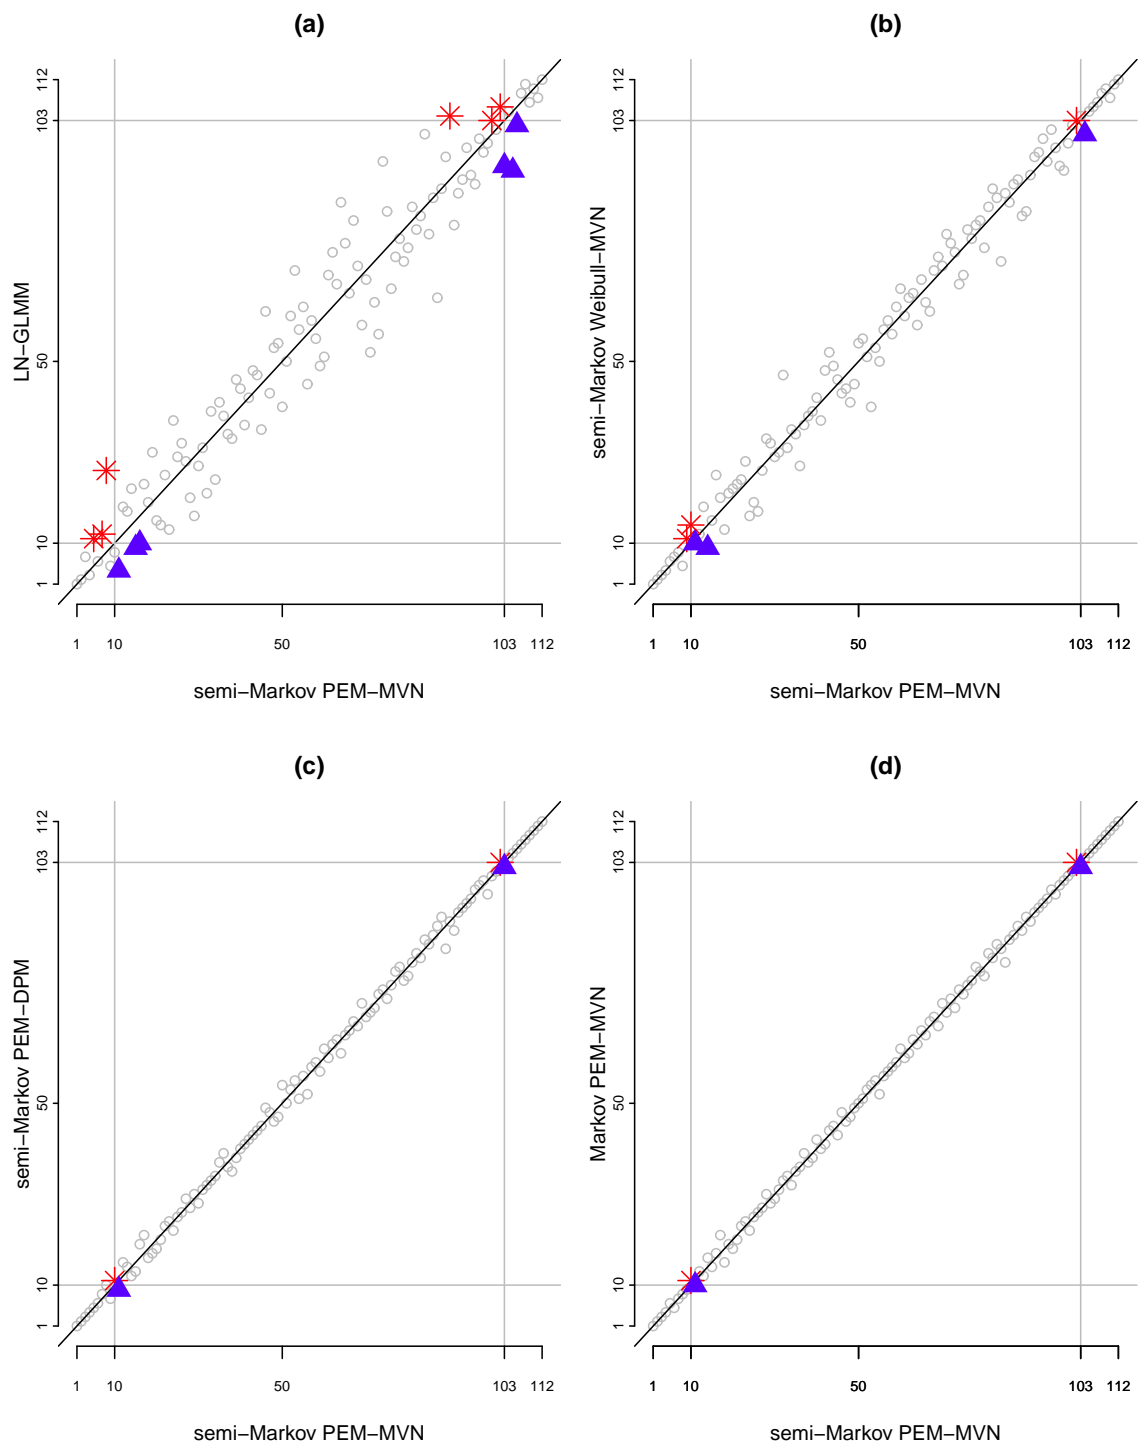 (a)
LN−GLMM
112
103
50
10
1
1 10 50 103 112
semi−Markov PEM−MVN
(b)
semi−Markov Weibull−MVN
112
103
50
10
1
1 10 50 103 112
semi−Markov PEM−MVN
(c)
semi−Markov PEM−DPM
112
103
50
10
1
1 10 50 103 112
semi−Markov PEM−MVN
(d)
Markov PEM−MVN
112
103
50
10
1
1 10 50 103 112
semi−Markov PEM−MVN